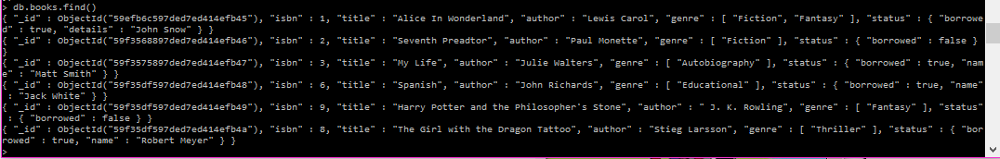 > db.books.find()
{ "_id" : ObjectId("59efb6c597ded7ed414efb45"), "isbn" : 1, "title" : "Alice In Wonderland", "author" : "Lewis Carol", "genre" : [ "Fiction", "Fantasy" ], "status" : { "borrowe
d" : true, "details" : "John Snow" } }
{ "_id" : ObjectId("59f3568897ded7ed414efb46"), "isbn" : 2, "title" : "Seventh Preadtor", "author" : "Paul Monette", "genre" : [ "Fiction" ], "status" : { "borrowed" : false }
}
{ "_id" : ObjectId("59f3575897ded7ed414efb47"), "isbn" : 3, "title" : "My Life", "author" : "Julie Walters", "genre" : [ "Autobiography" ], "status" : { "borrowed" : true, "nam
e" : "Matt Smith" } }
{ "_id" : ObjectId("59f35df597ded7ed414efb48"), "isbn" : 6, "title" : "Spanish", "author" : "John Richards", "genre" : [ "Educational" ], "status" : { "borrowed" : true, "name"
: "Jack White" } }
{ "_id" : ObjectId("59f35df497ded7ed414efb49"), "isbn" : 9, "title" : "Harry Potter and the Philosopher's Stone", "author" : " J. K. Rowling", "genre" : [ "Fantasy" ], "status"
: { "borrowed" : false } }
{ "_id" : ObjectId("59f35df597ded7ed414efb4a"), "isbn" : 8, "title" : "The Girl with the Dragon Tattoo", "author" : "Stieg Larsson", "genre" : [ "Thriller" ], "status" : { "bor
rowed" : true, "name" : "Robert Meyer" } }
>